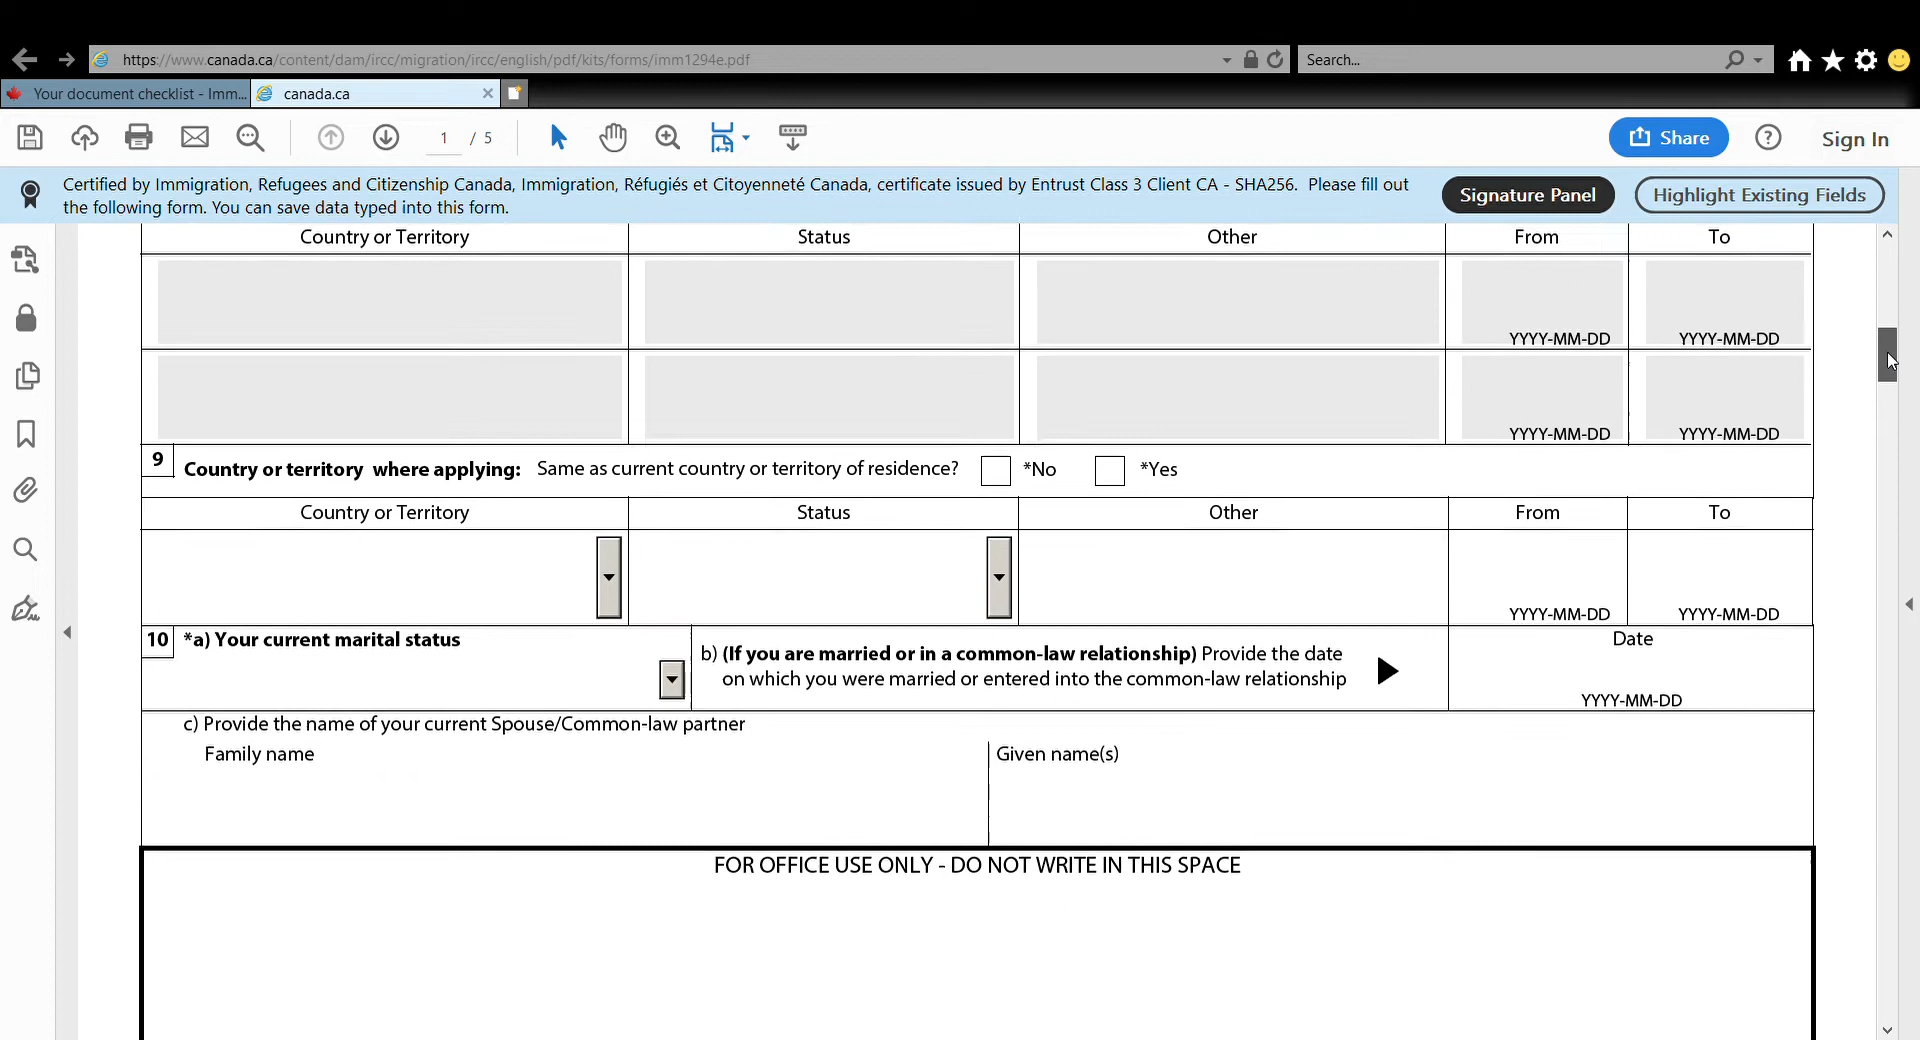 https://www.canada.ca/content/dam/ircc/migration/ircc/english/pdf/kits/forms/imm1294e.pdf
Search...
Your document checklist - Imm...
canada.ca
1 / 5
Share
Sign In
Certified by Immigration, Refugees and Citizenship Canada, Immigration, Réfugiés et Citoyenneté Canada, certificate issued by Entrust Class 3 Client CA - SHA256. Please fill out
the following form. You can save data typed into this form.
Signature Panel
Highlight Existing Fields
Country or Territory Status Other From To
YYYY-MM-DD YYYY-MM-DD
YYYY-MM-DD YYYY-MM-DD
9 Country or territory where applying: Same as current country or territory of residence? *No *Yes
Country or Territory Status Other From To
YYYY-MM-DD YYYY-MM-DD
10 *a) Your current marital status
b) (If you are married or in a common-law relationship) Provide the date
on which you were married or entered into the common-law relationship
Date
YYYY-MM-DD
c) Provide the name of your current Spouse/Common-law partner
Family name Given name(s)
FOR OFFICE USE ONLY - DO NOT WRITE IN THIS SPACE